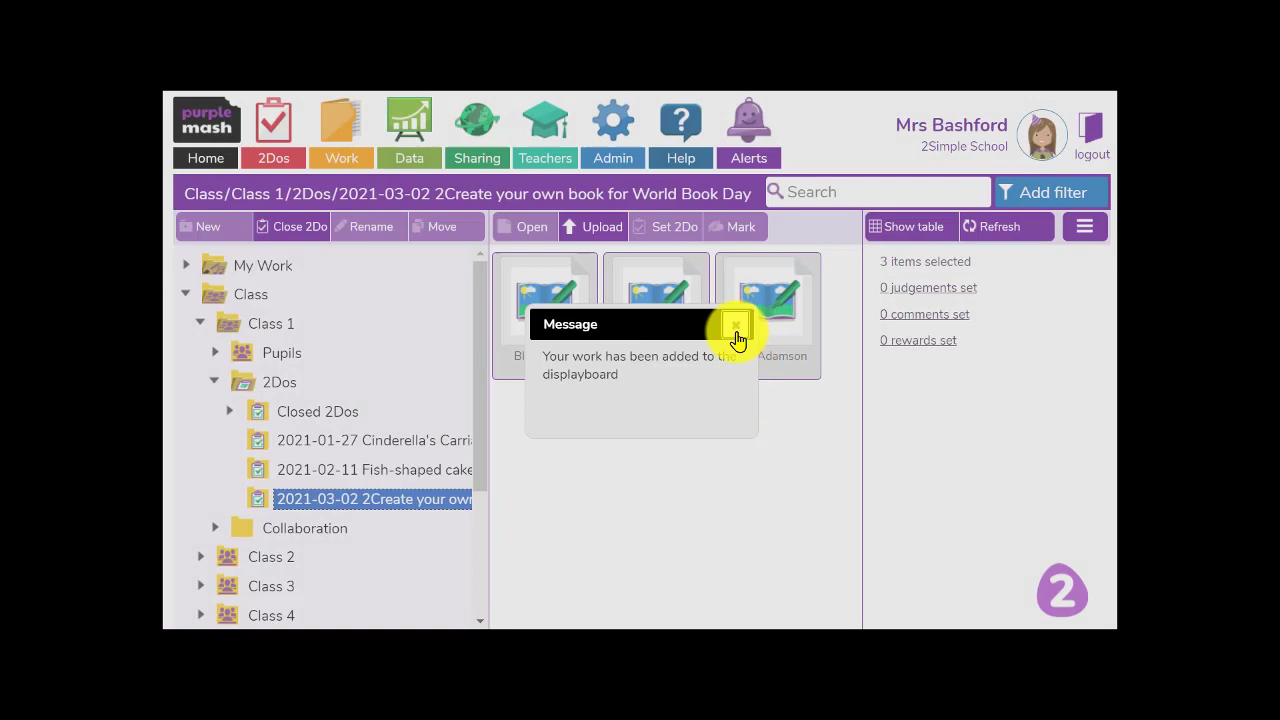 purple
mash
Home
2Dos
Work
Data
Sharing
Teachers
Admin
Help
Alerts
Mrs Bashford
2Simple School
logout
Class/Class 1/2Dos/2021-03-02 2Create your own book for World Book Day
Search
Add filter
New
Close 2Do
Rename
Move
Open
Upload
Set 2Do
Mark
Show table
Refresh
My Work
Class
Class 1
Pupils
2Dos
Closed 2Dos
2021-01-27 Cinderella's Carri
2021-02-11 Fish-shaped cake
2021-03-02 2Create your own
Collaboration
Class 2
Class 3
Class 4
Adamson
Message
Your work has been added to the
displayboard
3 items selected
0 judgements set
0 comments set
0 rewards set
2